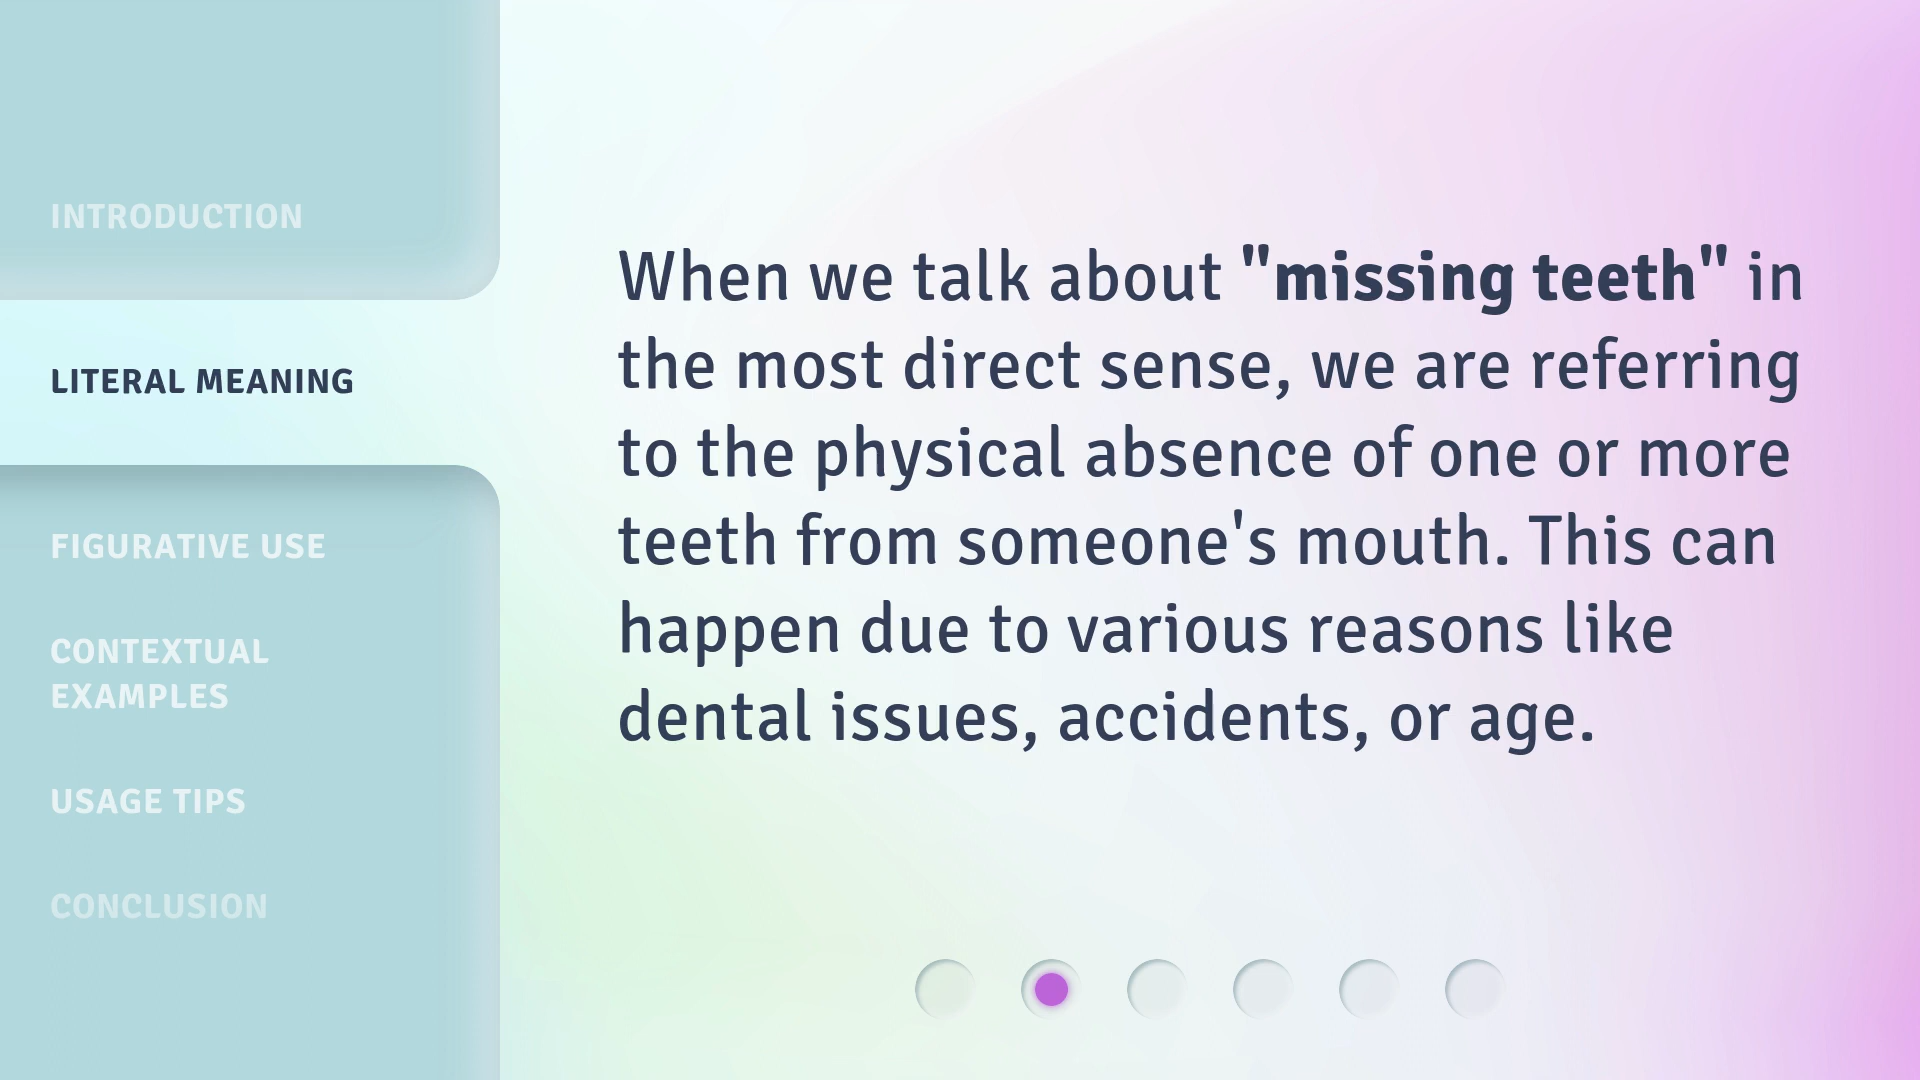 INTRODUCTION
LITERAL MEANING
FIGURATIVE USE
CONTEXTUAL
EXAMPLES
USAGE TIPS
CONCLUSION
When we talk about "missing teeth" in
the most direct sense, we are referring
to the physical absence of one or more
teeth from someone's mouth. This can
happen due to various reasons like
dental issues, accidents, or age.